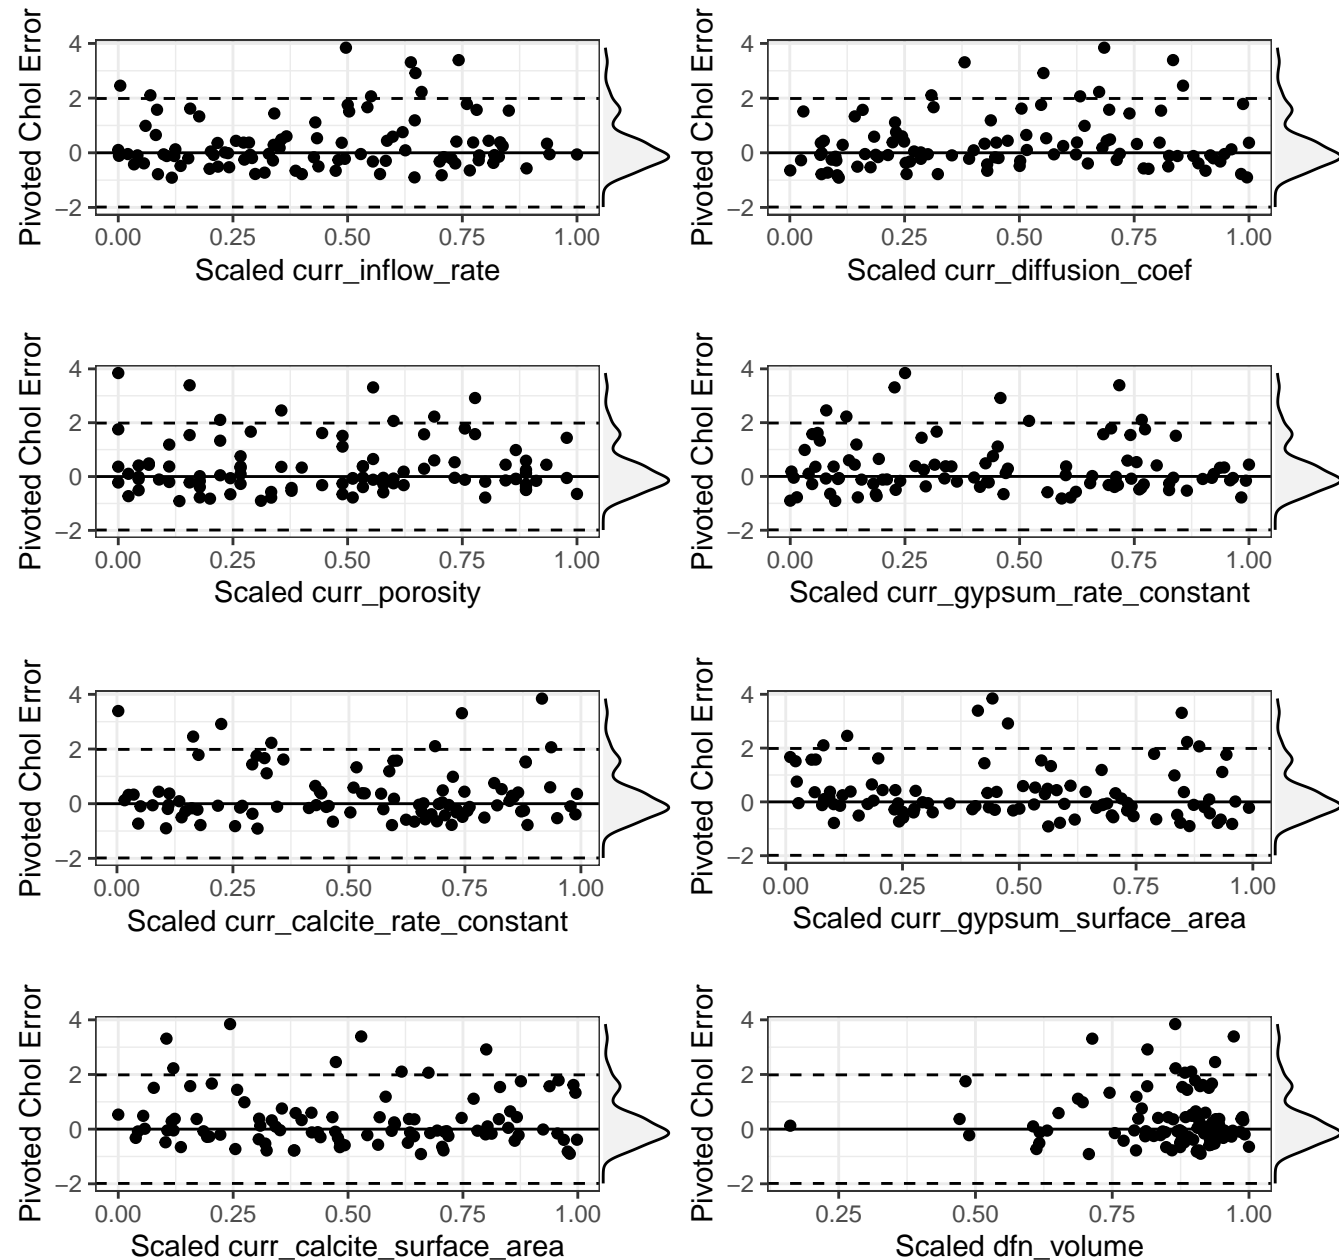 Pivoted Chol Error
4
2
0
−2
0.00 0.25 0.50 0.75 1.00
Scaled curr_inflow_rate
Pivoted Chol Error
4
2
0
−2
0.00 0.25 0.50 0.75 1.00
Scaled curr_diffusion_coef
Pivoted Chol Error
4
2
0
−2
0.00 0.25 0.50 0.75 1.00
Scaled curr_porosity
Pivoted Chol Error
4
2
0
−2
0.00 0.25 0.50 0.75 1.00
Scaled curr_gypsum_rate_constant
Pivoted Chol Error
4
2
0
−2
0.00 0.25 0.50 0.75 1.00
Scaled curr_calcite_rate_constant
Pivoted Chol Error
4
2
0
−2
0.00 0.25 0.50 0.75 1.00
Scaled curr_gypsum_surface_area
Pivoted Chol Error
4
2
0
−2
0.00 0.25 0.50 0.75 1.00
Scaled curr_calcite_surface_area
Pivoted Chol Error
4
2
0
−2
0.25 0.50 0.75 1.00
Scaled dfn_volume